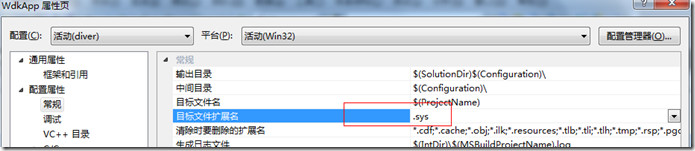 WdkApp 属性页
配置(C): 活动(diver) 平台(P): 活动(Win32) 配置管理器(O)...
通用属性
框架和引用
配置属性
常规
调试
VC++ 目录
常规
输出目录 $(SolutionDir)$(Configuration)\
中间目录 $(Configuration)\
目标文件名 $(ProjectName)
目标文件扩展名 .sys
清除时要删除的扩展名 *.cdf;*.cache;*.obj;*.ilk;*.resources;*.tlb;*.tli;*.tlh;*.tmp;*.rsp;*.pgc
生成日志文件 $(IntDir)\$(MSBuildProjectName).log